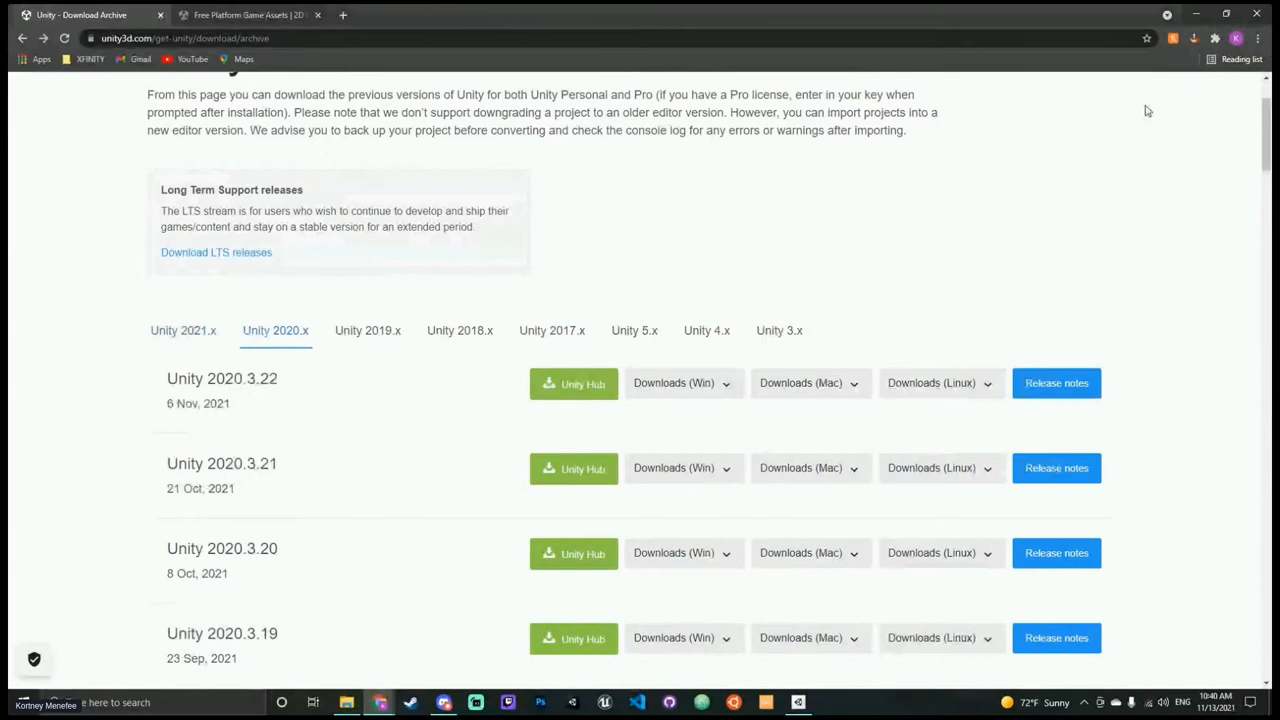 Unity - Download Archive
Free Platform Game Assets | 2D
unity3d.com/get-unity/download/archive
K
Apps
XFINITY
Gmail
YouTube
Maps
Reading list
From this page you can download the previous versions of Unity for both Unity Personal and Pro (if you have a Pro license, enter in your key when
prompted after installation). Please note that we don't support downgrading a project to an older editor version. However, you can import projects into a
new editor version. We advise you to back up your project before converting and check the console log for any errors or warnings after importing.
Long Term Support releases
The LTS stream is for users who wish to continue to develop and ship their
games/content and stay on a stable version for an extended period.
Download LTS releases
Unity 2021.x Unity 2020.x Unity 2019.x Unity 2018.x Unity 2017.x Unity 5.x Unity 4.x Unity 3.x
Unity 2020.3.22 Unity Hub Downloads (Win) Downloads (Mac) Downloads (Linux) Release notes
6 Nov, 2021
Unity 2020.3.21 Unity Hub Downloads (Win) Downloads (Mac) Downloads (Linux) Release notes
21 Oct, 2021
Unity 2020.3.20 Unity Hub Downloads (Win) Downloads (Mac) Downloads (Linux) Release notes
8 Oct, 2021
Unity 2020.3.19 Unity Hub Downloads (Win) Downloads (Mac) Downloads (Linux) Release notes
23 Sep, 2021
here to search
Kortney Menefee
Ps
72°F Sunny
ENG
10:40 AM
11/13/2021